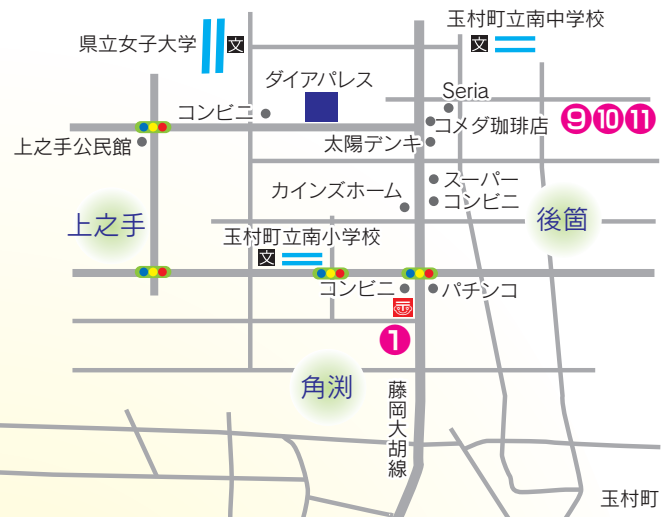 玉村町立南中学校
文
県立女子大学
文
ダイアパレス
Seria
コンビニ
コメダ珈琲店
9 10 11
上之手公民館
太陽デンキ
スーパー
カインズホーム
コンビニ
上之手
後箇
玉村町立南小学校
文
コンビニ
パチンコ
1
角渕
藤岡大胡線
玉村町